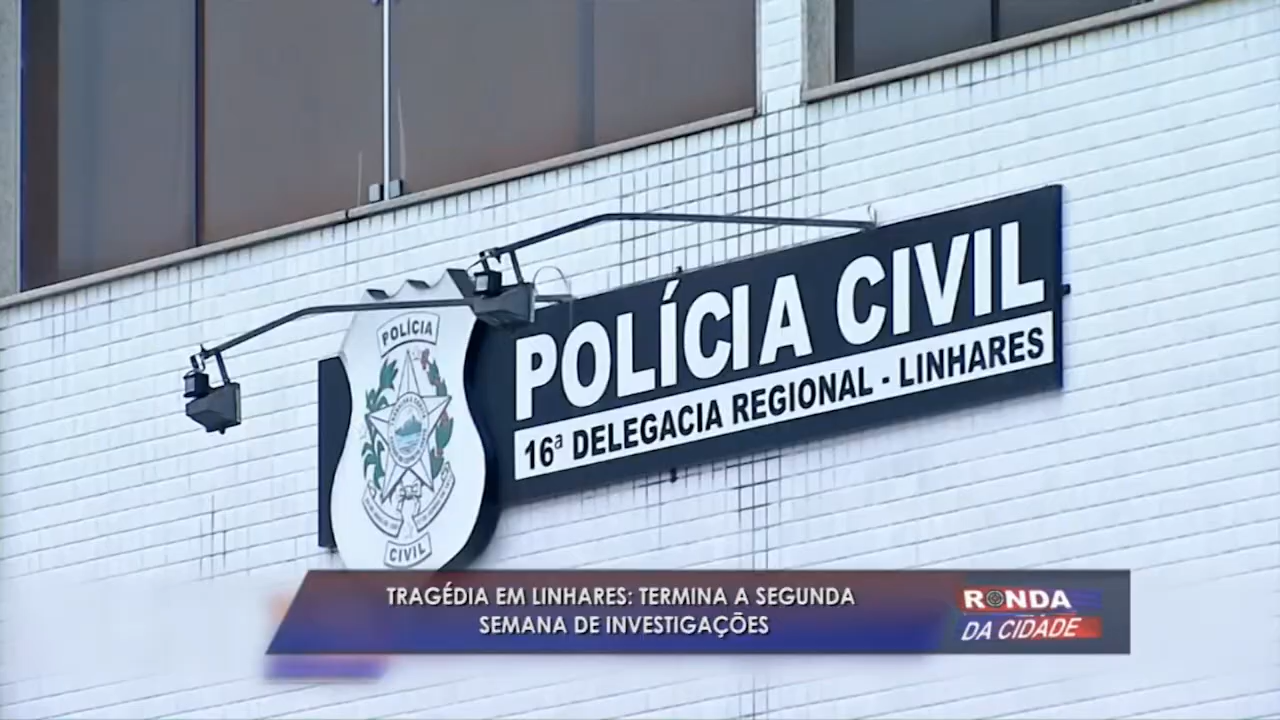 POLÍCIA CIVIL
16ª DELEGACIA REGIONAL - LINHARES
POLÍCIA
CIVIL
TRAGÉDIA EM LINHARES: TERMINA A SEGUNDA
SEMANA DE INVESTIGAÇÕES
RONDA
DA CIDADE